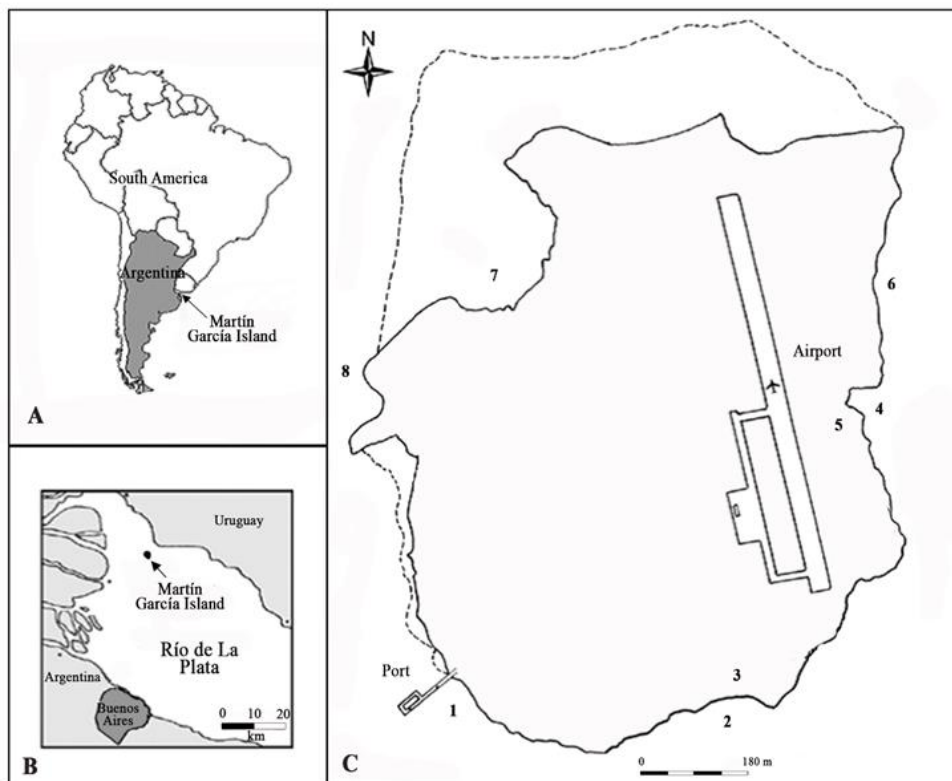 South America
Argentina
Martín
García Island
A
Uruguay
Martín
García Island
Río de La
Plata
Argentina
Buenos
Aires
0 10 20
km
B
N
7
6
Airport
8
4
5
Port
3
1
2
C
0 180 m